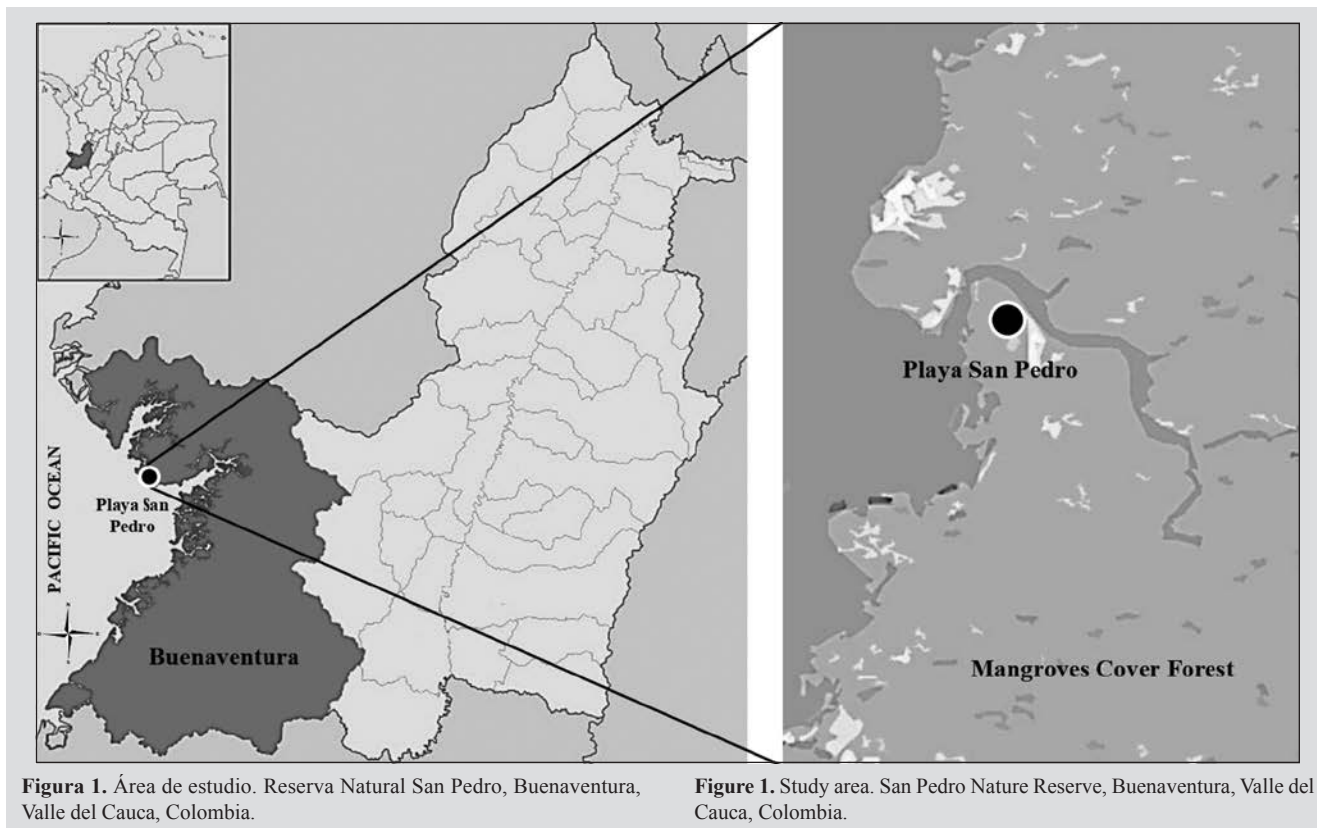 PACIFIC OCEAN
Playa San
Pedro
Buenaventura
Playa San Pedro
Mangroves Cover Forest
Figura 1. Área de estudio. Reserva Natural San Pedro, Buenaventura,
Valle del Cauca, Colombia.
Figure 1. Study area. San Pedro Nature Reserve, Buenaventura, Valle del
Cauca, Colombia.